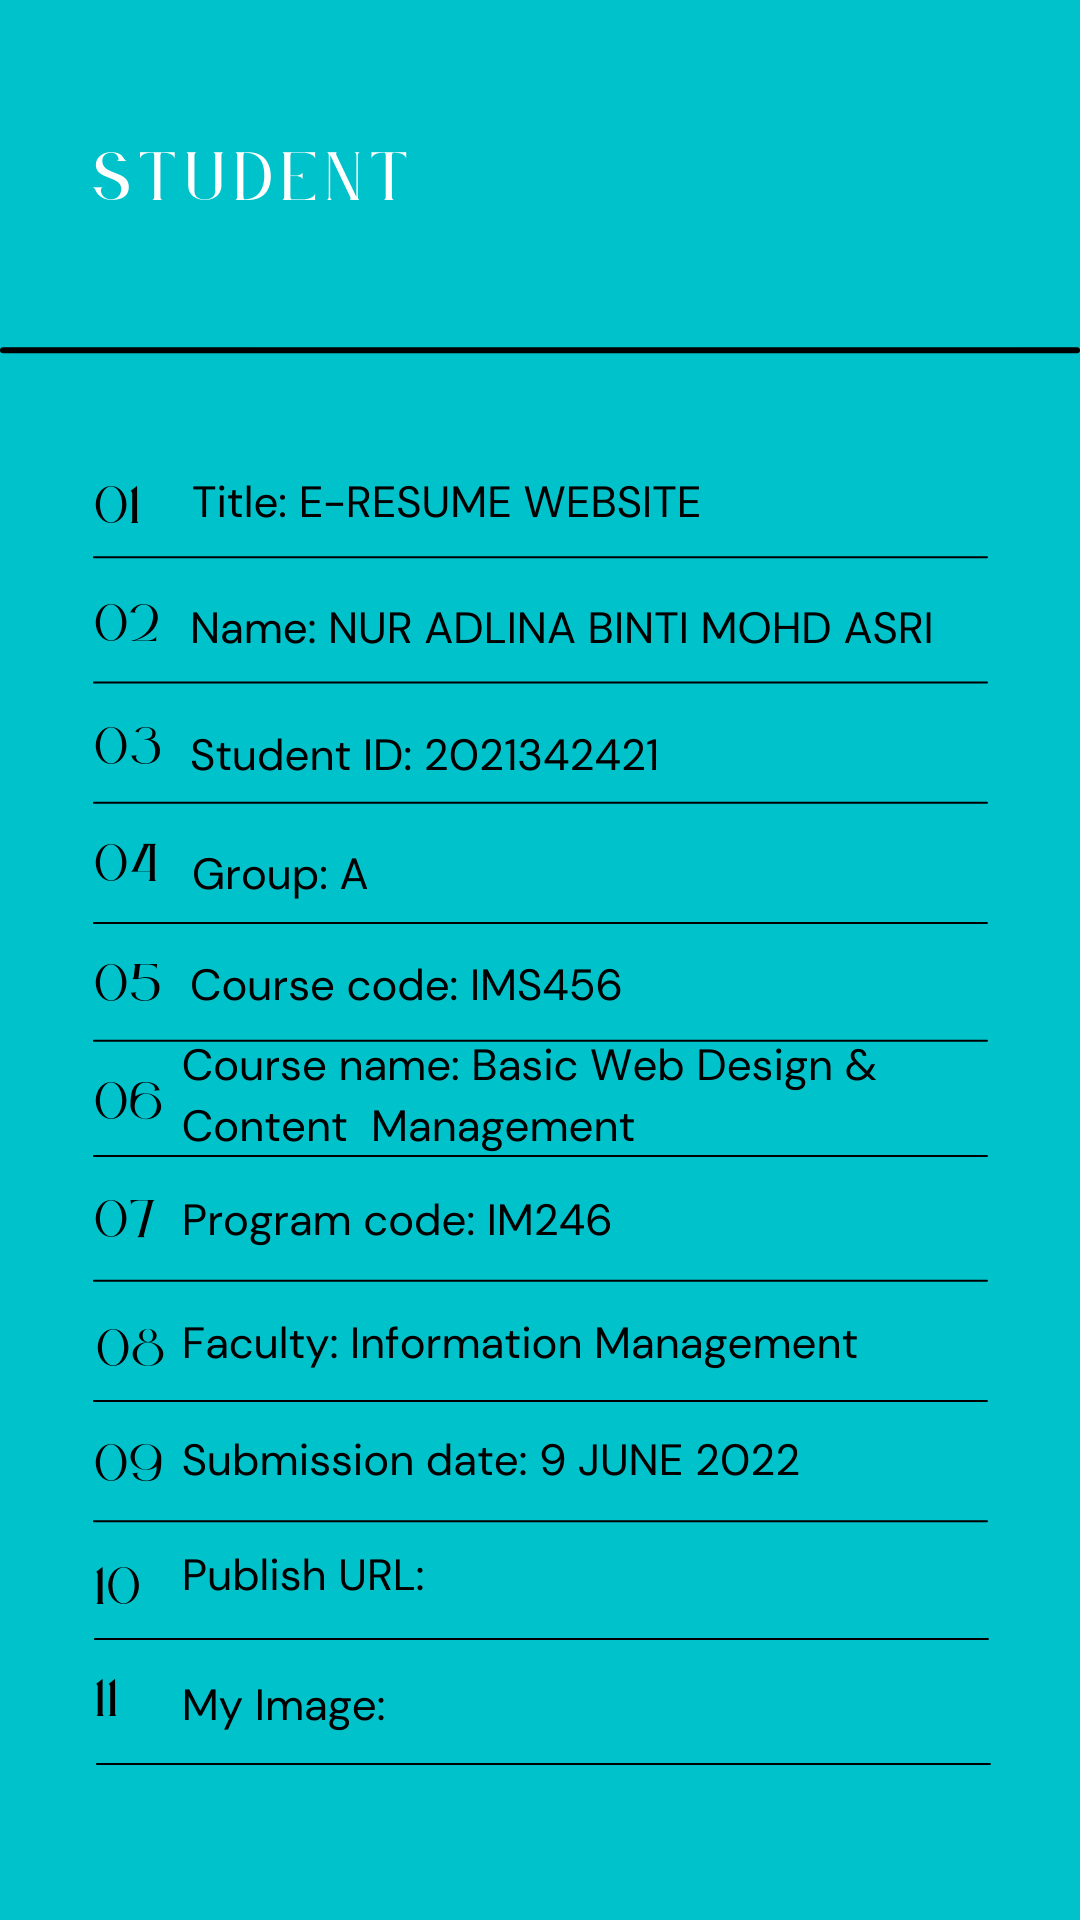 STUDENT
01 Title: E-RESUME WEBSITE
02 Name: NUR ADLINA BINTI MOHD ASRI
03 Student ID: 2021342421
04 Group: A
05 Course code: IMS456
06 Course name: Basic Web Design &
Content  Management
07 Program code: IM246
08 Faculty: Information Management
09 Submission date: 9 JUNE 2022
10 Publish URL:
11 My Image: